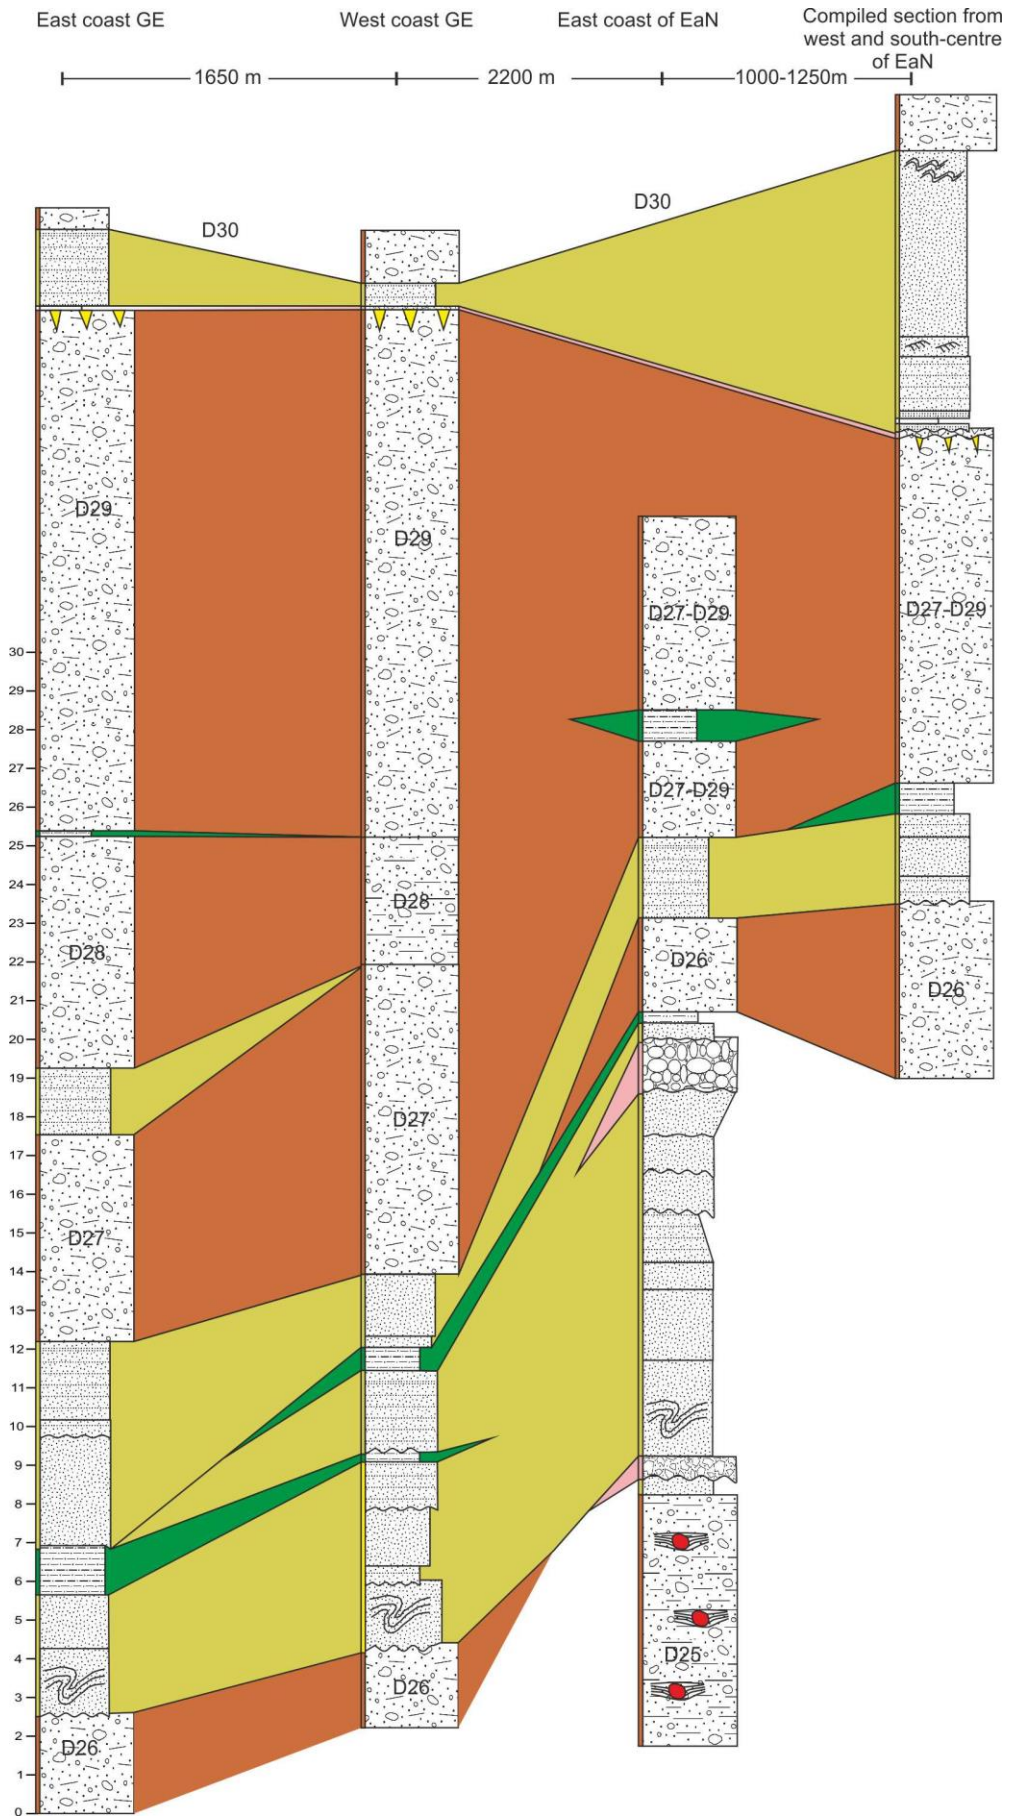 East coast GE
West coast GE
East coast of EaN
Compiled section from
west and south-centre
of EaN
1650 m
2200 m
1000-1250m
D30
D30
D29
D29
D27-D29
D27-D29
D27-D29
D28
D28
D26
D26
D27
D27
D26
D25
D26
30
29
28
27
26
25
24
23
22
21
20
19
18
17
16
15
14
13
12
11
10
9
8
7
6
5
4
3
2
1
0